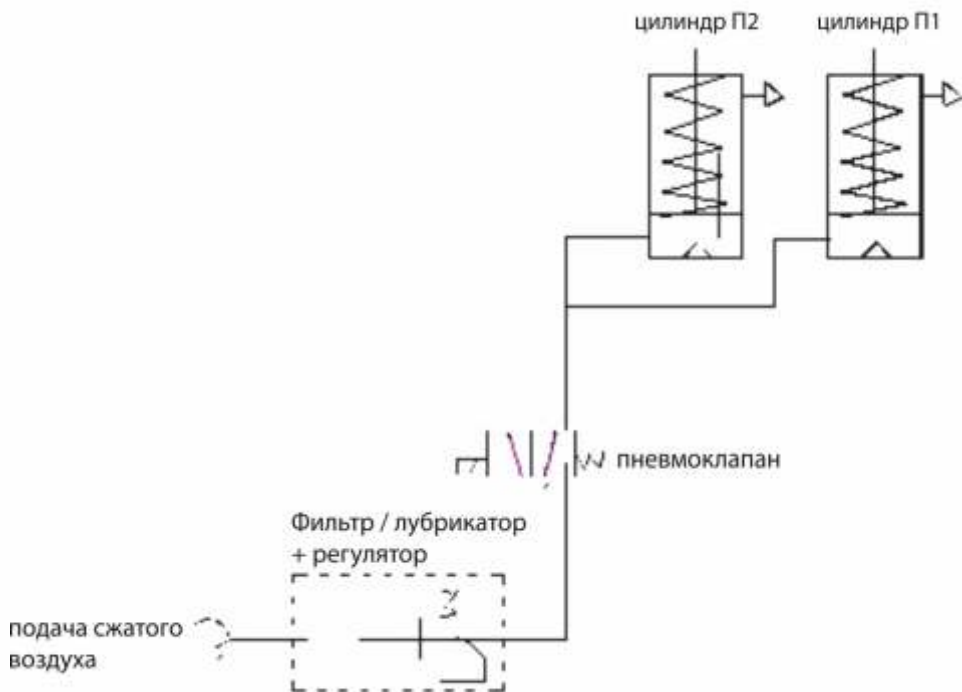 цилиндр П2
цилиндр П1
пневмоклапан
Фильтр / лубрикатор
+ регулятор
подача сжатого
воздуха